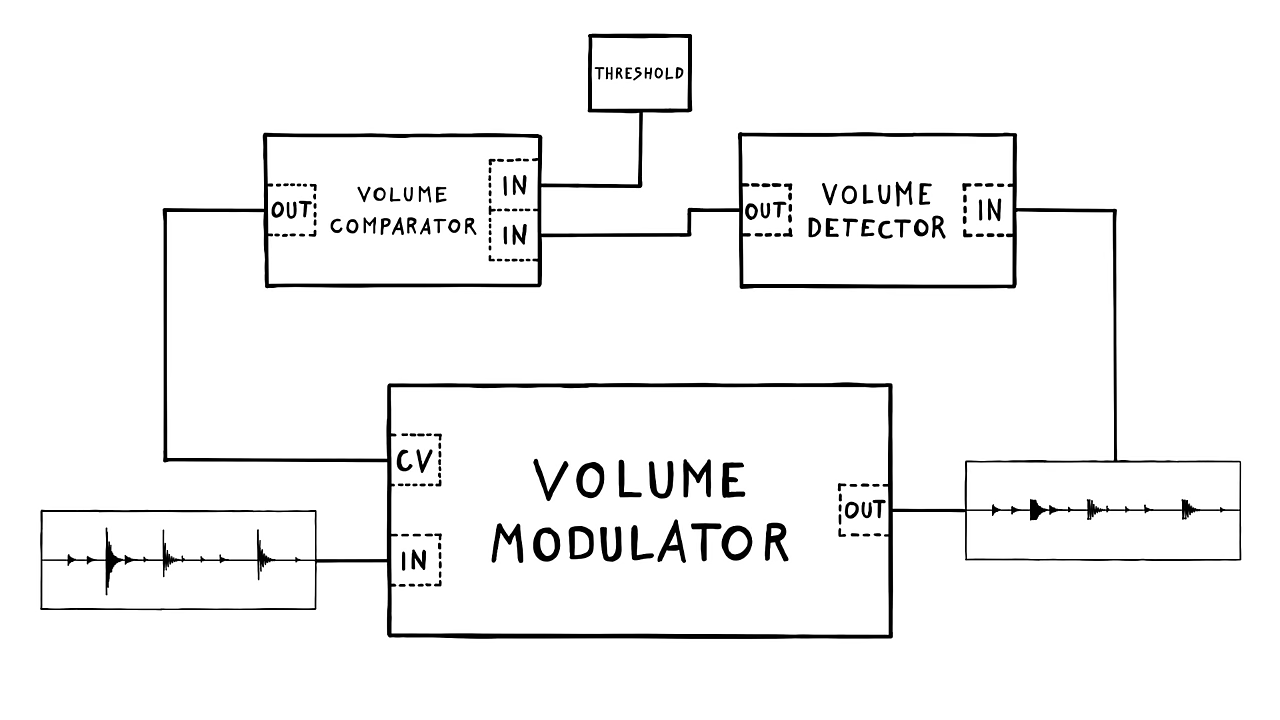 THRESHOLD
OUT
VOLUME
COMPARATOR
IN
IN
OUT
VOLUME
DETECTOR
IN
CV
IN
VOLUME
MODULATOR
OUT